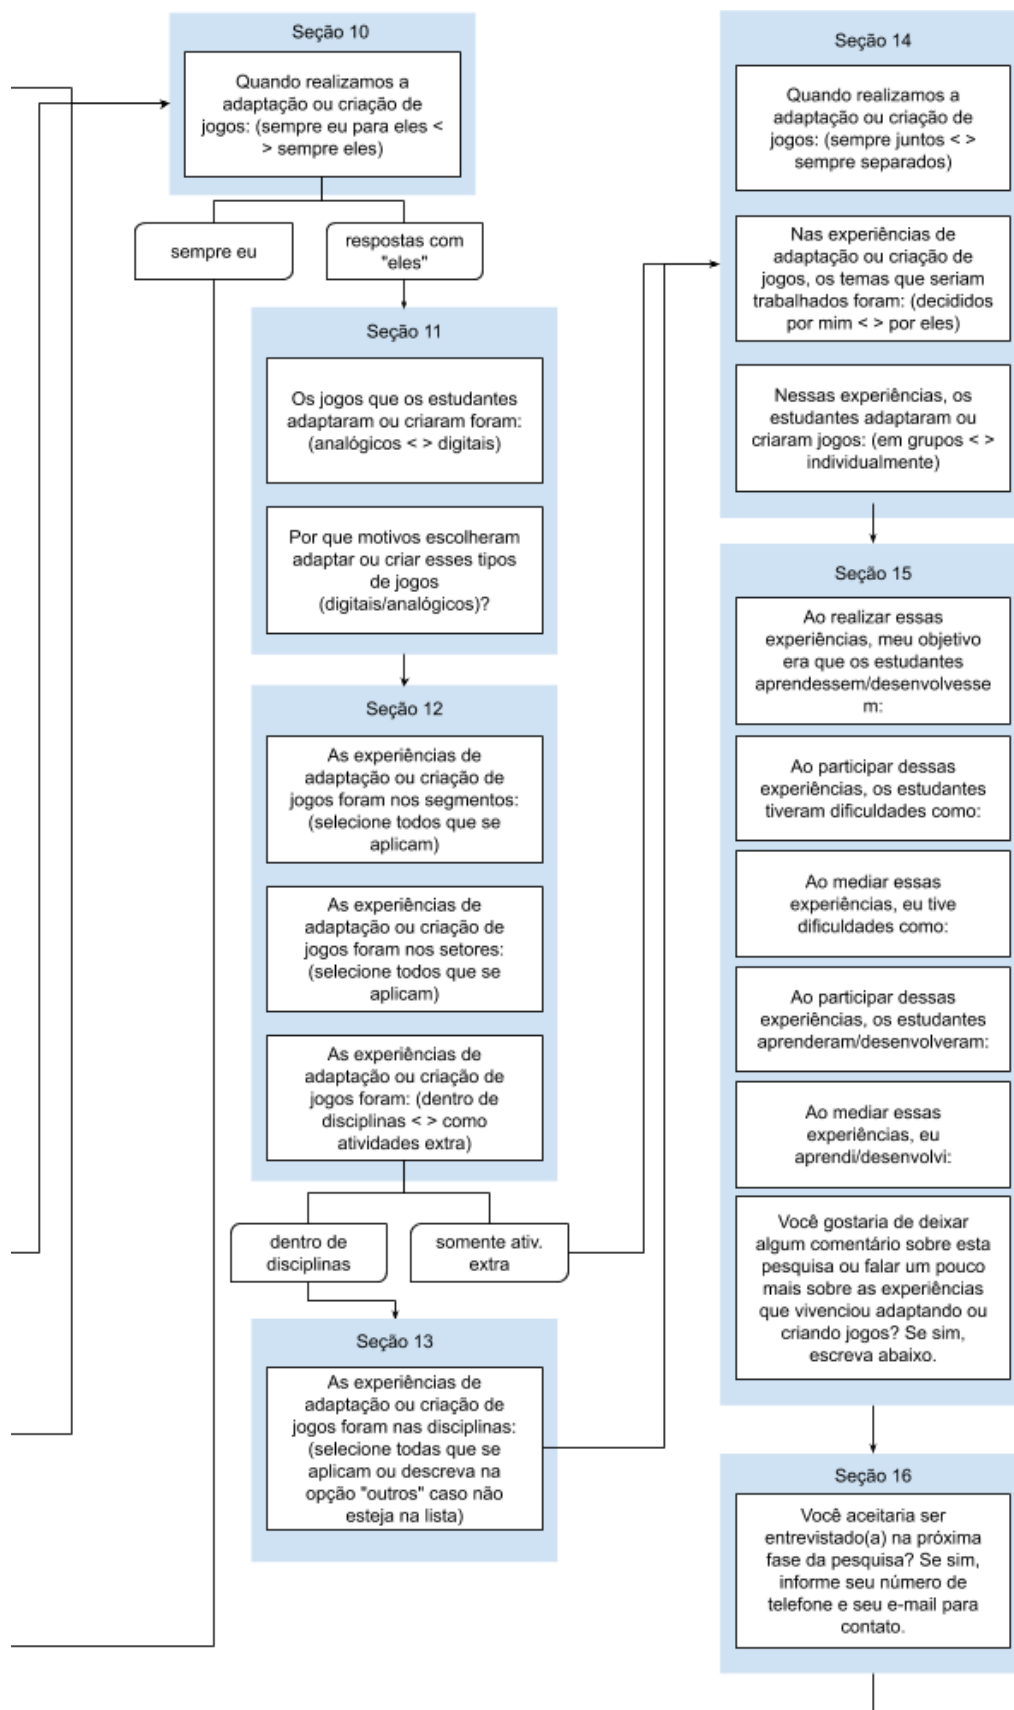 Seção 10
Quando realizamos a
adaptação ou criação de
jogos: (sempre eu para eles <
> sempre eles)
sempre eu
respostas com
"eles"
Seção 11
Os jogos que os estudantes
adaptaram ou criaram foram:
(analógicos < > digitais)
Por que motivos escolheram
adaptar ou criar esses tipos
de jogos
(digitais/analógicos)?
Seção 12
As experiências de
adaptação ou criação de
jogos foram nos segmentos:
(selecione todos que se
aplicam)
As experiências de
adaptação ou criação de
jogos foram nos setores:
(selecione todos que se
aplicam)
As experiências de
adaptação ou criação de
jogos foram: (dentro de
disciplinas < > como
atividades extra)
dentro de
disciplinas
somente ativ.
extra
Seção 13
As experiências de
adaptação ou criação de
jogos foram nas disciplinas:
(selecione todas que se
aplicam ou descreva na
opção "outros" caso não
esteja na lista)
Seção 14
Quando realizamos a
adaptação ou criação de
jogos: (sempre juntos < >
sempre separados)
Nas experiências de
adaptação ou criação de
jogos, os temas que seriam
trabalhados foram: (decididos
por mim < > por eles)
Nessas experiências, os
estudantes adaptaram ou
criaram jogos: (em grupos < >
individualmente)
Seção 15
Ao realizar essas
experiências, meu objetivo
era que os estudantes
aprendessem/desenvolvesse
m:
Ao participar dessas
experiências, os estudantes
tiveram dificuldades como:
Ao mediar essas
experiências, eu tive
dificuldades como:
Ao participar dessas
experiências, os estudantes
aprenderam/desenvolveram:
Ao mediar essas
experiências, eu
aprendi/desenvolvi:
Você gostaria de deixar
algum comentário sobre esta
pesquisa ou falar um pouco
mais sobre as experiências
que vivenciou adaptando ou
criando jogos? Se sim,
escreva abaixo.
Seção 16
Você aceitaria ser
entrevistado(a) na próxima
fase da pesquisa? Se sim,
informe seu número de
telefone e seu e-mail para
contato.